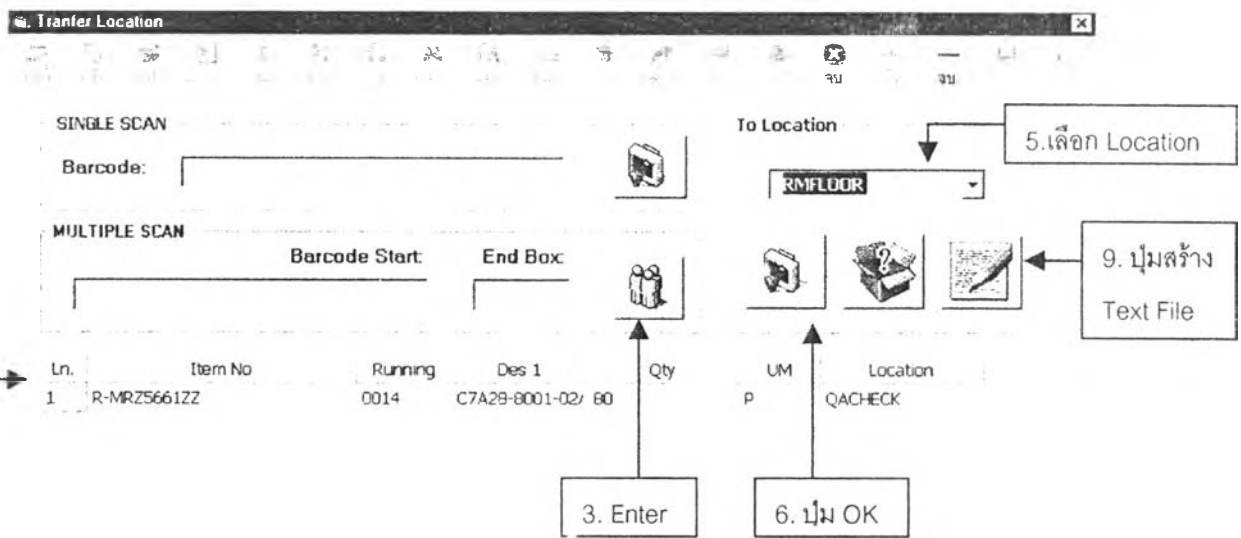 Tranfer Location
จบ จบ
SINGLE SCAN
To Location
5.เลือก Location
Barcode:
RMFLOOR
MULTIPLE SCAN
Barcode Start: End Box:
9. ปุ่มสร้าง
Text File
Ln. Item No Running Des 1 Qty UM Location
1 R-MRZ5661ZZ 0014 C7A29-8001-02/ 80 P QACHECK
3. Enter
6. ปุ่ม OK